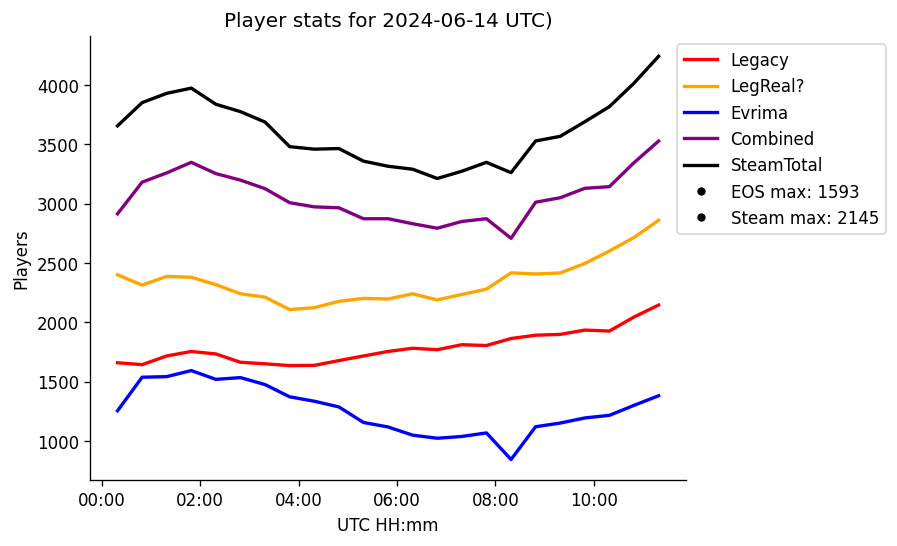 Player stats for 2024-06-14 UTC)
Legacy
LegReal?
Evrima
Combined
SteamTotal
EOS max: 1593
Steam max: 2145
Players
4000
3500
3000
2500
2000
1500
1000
00:00
02:00
04:00
06:00
08:00
10:00
UTC HH:mm